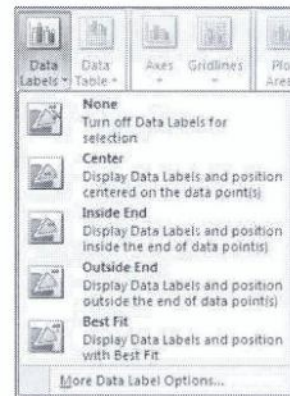 Data Labels
Data Table
Axes
Gridlines
Plo
Area
None
Turn off Data Labels for
selection
Center
Display Data Labels and position
centered on the data point(s)
Inside End
Display Data Labels and position
inside the end of data point(s)
Outside End
Display Data Labels and position
outside the end of data point(s)
Best Fit
Display Data Labels and position
with Best Fit
More Data Label Options...